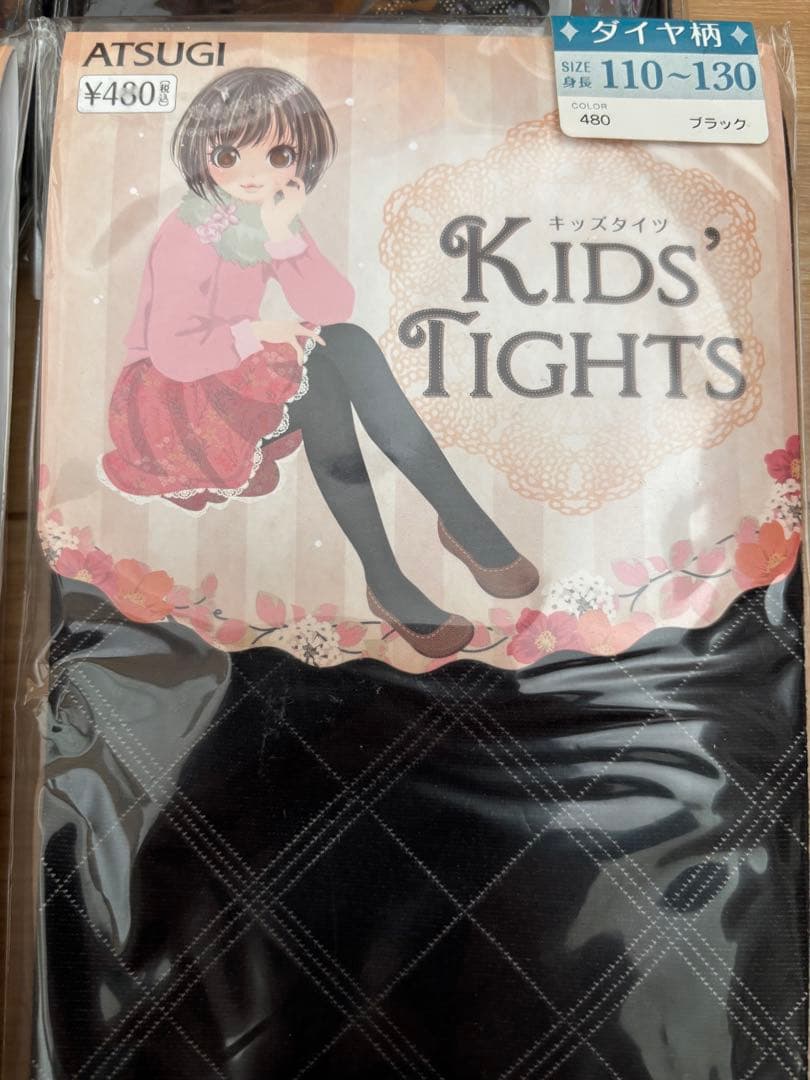 ATSUGI
¥480(税込)
ダイヤ柄
SIZE
身長 110~130
COLOR
480 ブラック
キッズタイツ
KIDS'
TIGHTS